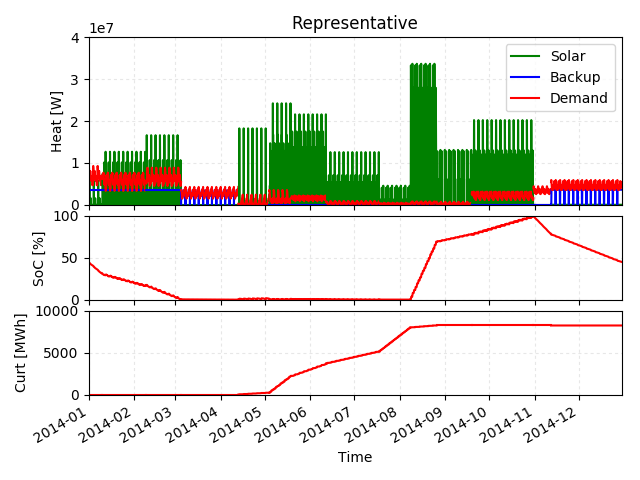 Representative
1e7
4
3
2
1
0
Heat [W]
Solar
Backup
Demand
100
50
0
SoC [%]
10000
5000
0
Curt [MWh]
2014-01
2014-02
2014-03
2014-04
2014-05
2014-06
2014-07
2014-08
2014-09
2014-10
2014-11
2014-12
Time